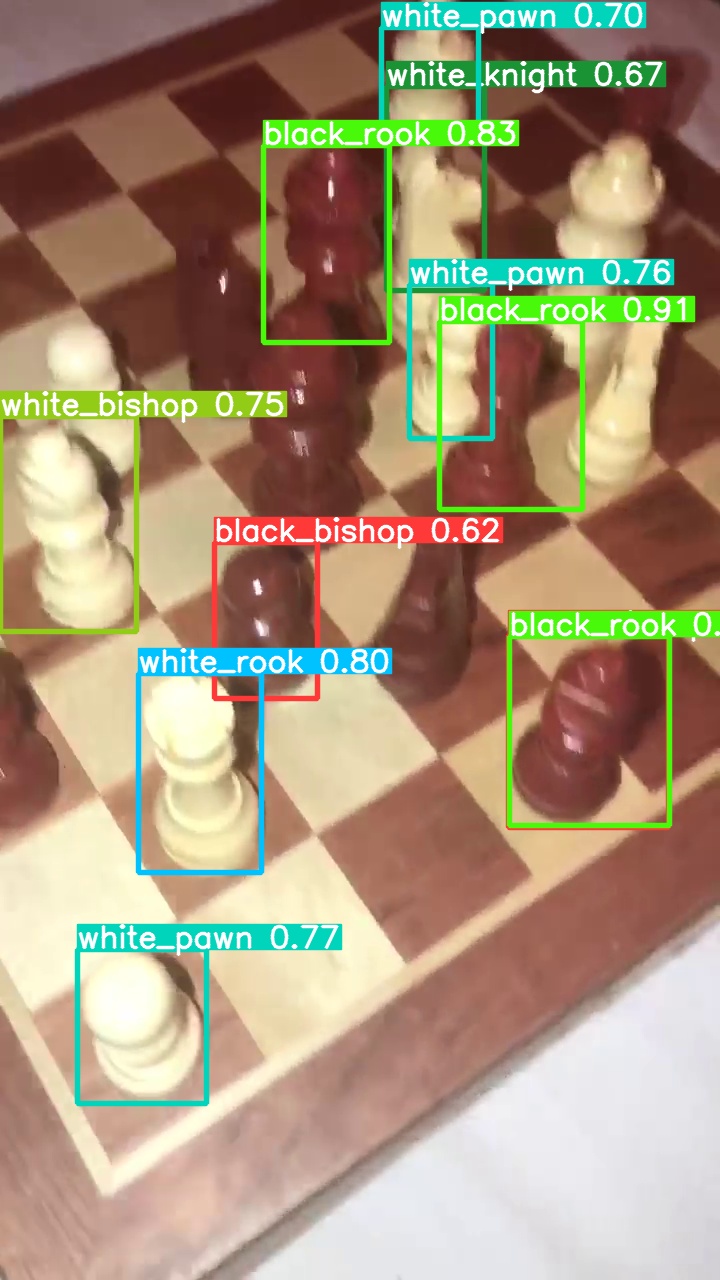 white_pawn 0.70
white_knight 0.67
black_rook 0.83
white_pawn 0.76
black_rook 0.91
white_bishop 0.75
black_bishop 0.62
black_rook 0.
white_rook 0.80
white_pawn 0.77